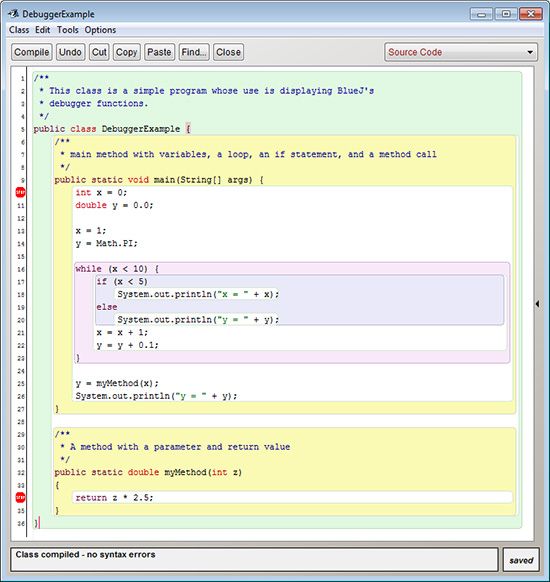 DebuggerExample
Class Edit Tools Options
Compile Undo Cut Copy Paste Find... Close Source Code
1 /**
2 * This class is a simple program whose use is displaying BlueJ's
3 * debugger functions.
4 */
5 public class DebuggerExample {
6 /**
7 * main method with variables, a loop, an if statement, and a method call
8 */
9 public static void main(String[] args) {
STOP int x = 0;
11 double y = 0.0;
12
13 x = 1;
14 y = Math.PI;
15
16 while (x < 10) {
17 if (x < 5)
18 System.out.println("x = " + x);
19 else
20 System.out.println("y = " + y);
21 x = x + 1;
22 y = y + 0.1;
23 }
24
25 y = myMethod(x);
26 System.out.println("y = " + y);
27 }
28
29 /**
30 * A method with a parameter and return value
31 */
32 public static double myMethod(int z)
33 {
STOP return z * 2.5;
35 }
36 }
Class compiled - no syntax errors
saved